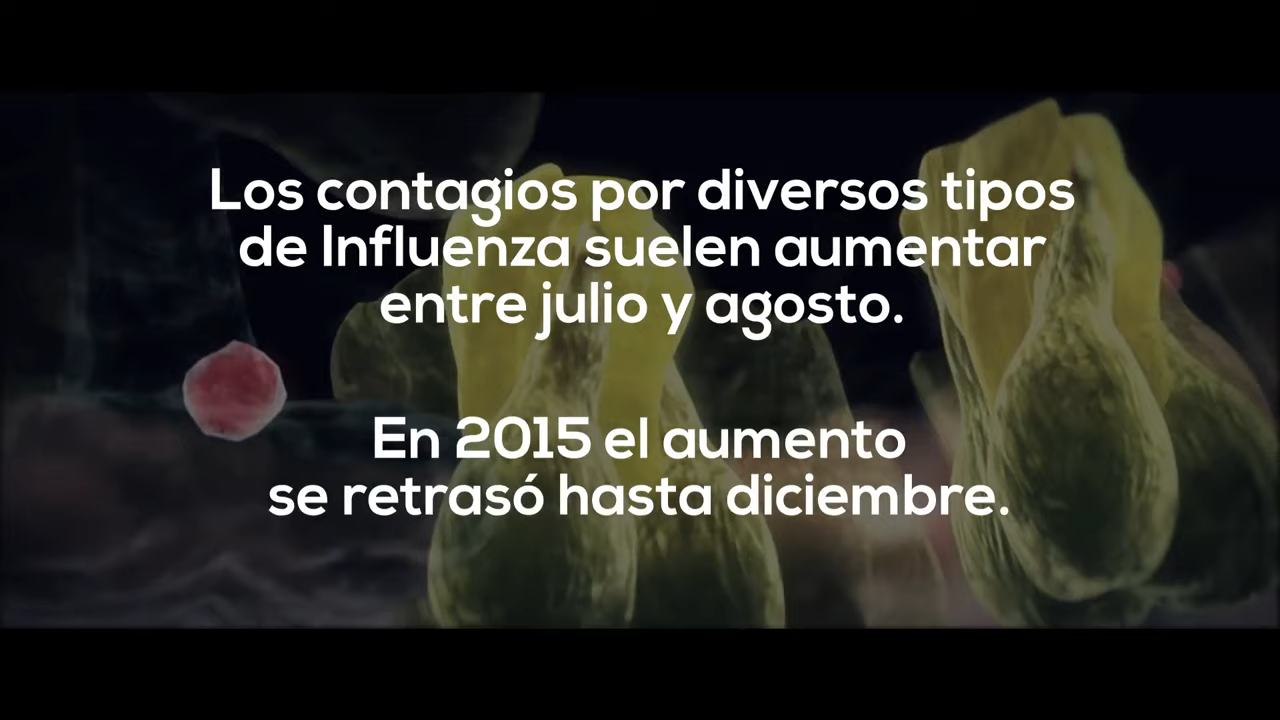 Los contagios por diversos tipos
de Influenza suelen aumentar
entre julio y agosto.
En 2015 el aumento
se retrasó hasta diciembre.